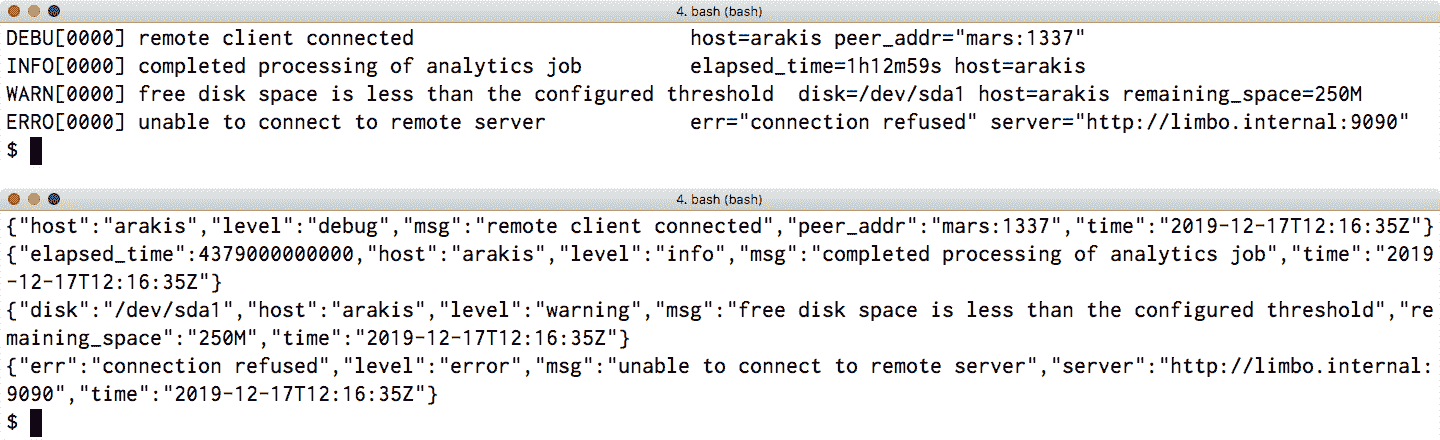 4. bash (bash)
DEBU[0000] remote client connected host=arakis peer_addr="mars:1337"
INFO[0000] completed processing of analytics job elapsed_time=1h12m59s host=arakis
WARN[0000] free disk space is less than the configured threshold disk=/dev/sda1 host=arakis remaining_space=250M
ERRO[0000] unable to connect to remote server err="connection refused" server="http://limbo.internal:9090"
$
4. bash (bash)
{"host":"arakis","level":"debug","msg":"remote client connected","peer_addr":"mars:1337","time":"2019-12-17T12:16:35Z"}
{"elapsed_time":4379000000000,"host":"arakis","level":"info","msg":"completed processing of analytics job","time":"2019
-12-17T12:16:35Z"}
{"disk":"/dev/sda1","host":"arakis","level":"warning","msg":"free disk space is less than the configured threshold","re
maining_space":"250M","time":"2019-12-17T12:16:35Z"}
{"err":"connection refused","level":"error","msg":"unable to connect to remote server","server":"http://limbo.internal:
9090","time":"2019-12-17T12:16:35Z"}
$